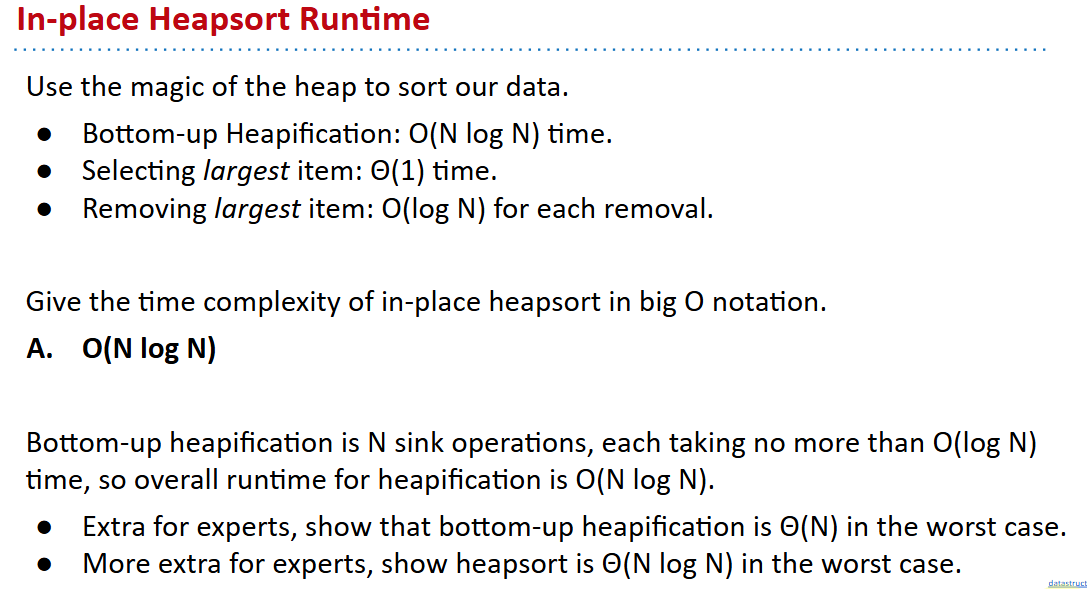 In-place Heapsort Runtime
Use the magic of the heap to sort our data.
● Bottom-up Heapification: O(N log N) time.
● Selecting largest item: Θ(1) time.
● Removing largest item: O(log N) for each removal.
Give the time complexity of in-place heapsort in big O notation.
A. O(N log N)
Bottom-up heapification is N sink operations, each taking no more than O(log N)
time, so overall runtime for heapification is O(N log N).
● Extra for experts, show that bottom-up heapification is Θ(N) in the worst case.
● More extra for experts, show heapsort is Θ(N log N) in the worst case.
datastruct